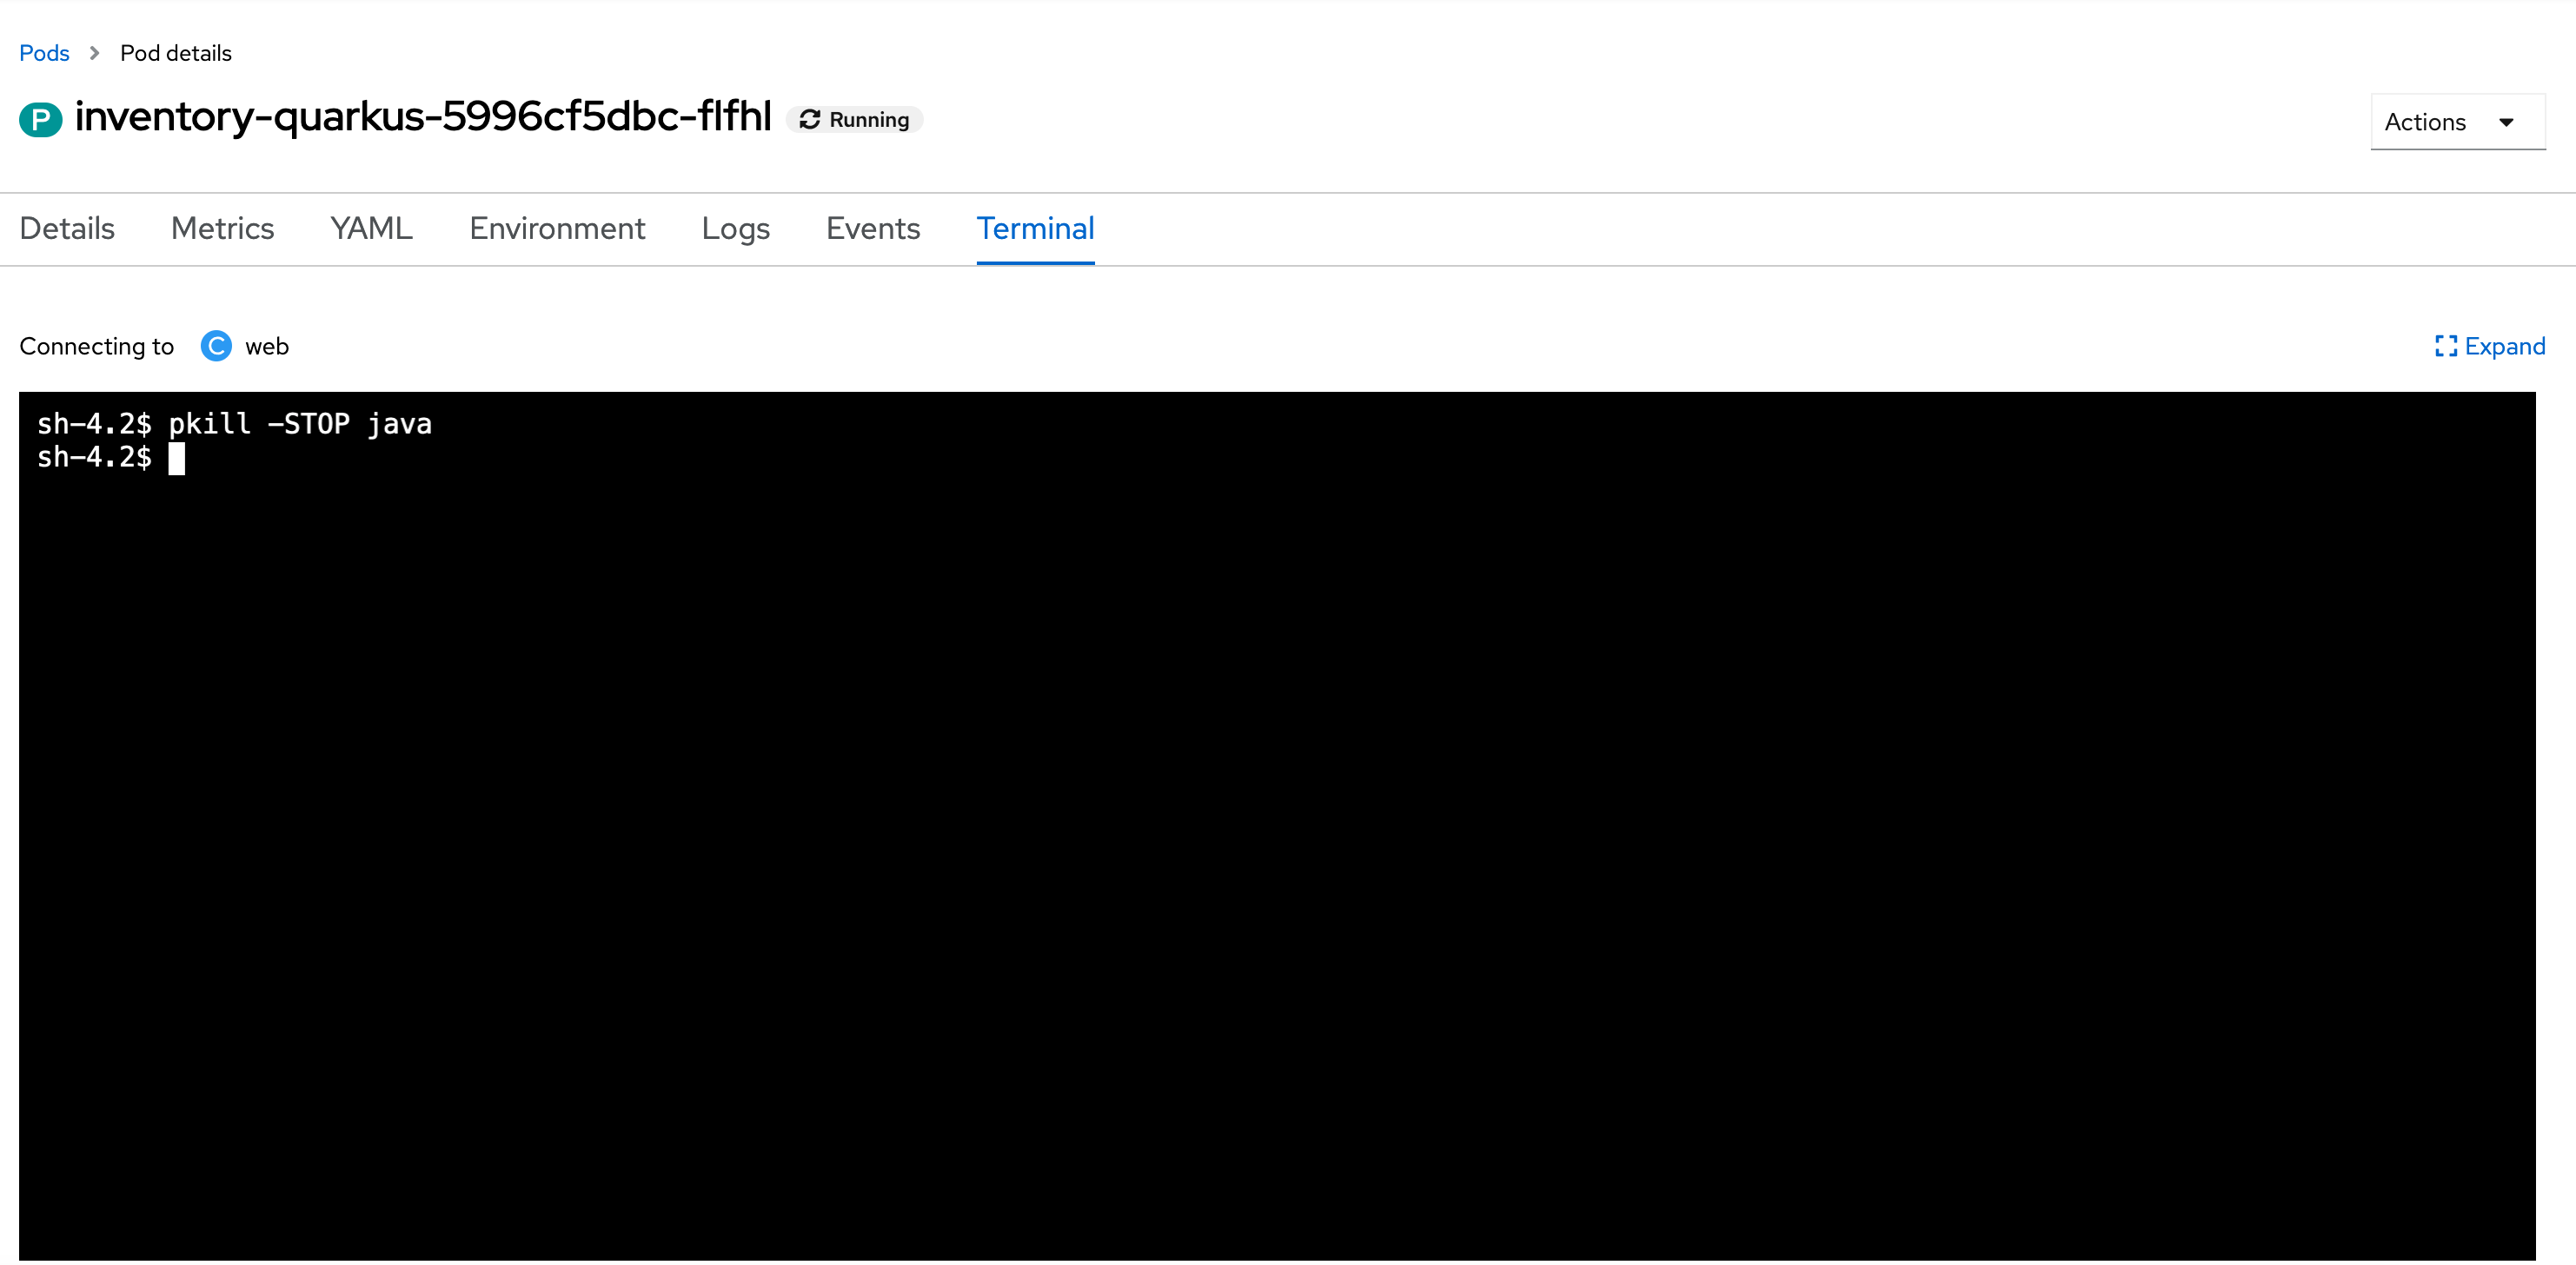 Pods > Pod details
P inventory-quarkus-5996cf5dbc-flfhl Running
Actions
Details Metrics YAML Environment Logs Events Terminal
Connecting to C web
Expand
sh-4.2$ pkill -STOP java
sh-4.2$